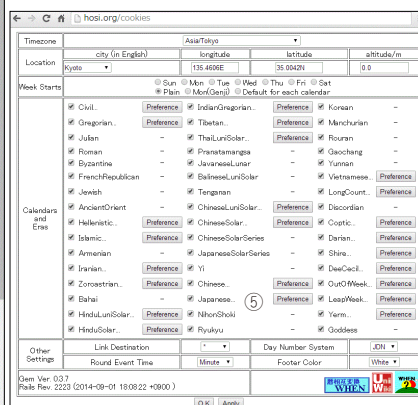 hosi.org/cookies
Timezone Asia/Tokyo
Location city (in English) longitude latitude altitude/m
Kyoto 135.4606E 35.0042N 0.0
Week Starts Sun Mon Tue Wed Thu Fri Sat
Plain Mon(Genji) Default for each calendar
Calendars and Eras
Civil... Preference IndianGregorian... Preference Korean -
Gregorian... Preference Tibetan... Preference Manchurian -
Julian - ThaiLuniSolar... Preference Rouran -
Roman - Pranatamangsa - Gaochang -
Byzantine - JavaneseLunar - Yunnan -
FrenchRepublican - BalineseLuniSolar - Vietnamese... Preference
Jewish - Tenganan - LongCount... Preference
AncientOrient - ChineseLuniSolar... Preference Discordian -
Hellenistic... Preference ChineseSolar... Preference Coptic... Preference
Islamic... Preference ChineseSolarSeries - Darian... Preference
Armenian - JapaneseSolarSeries - Shire... Preference
Iranian... Preference Yi - DeeCecil... Preference
Zoroastrian... Preference Chinese... Preference OutOfWeek... Preference
Bahai - Japanese... ⑤ Preference LeapWeek... Preference
HinduLuniSolar... Preference NihonShoki - Yerm... Preference
HinduSolar... Preference Ryukyu - Goddess -
Other Settings Link Destination * Day Number System JDN
Round Event Time Minute Footer Color White
Gem Ver. 0.3.7
Rails Rev. 2223 (2014-09-01 18:08:22 +0900)
WHEN
Uni Wiki
WHEN
O K Apply